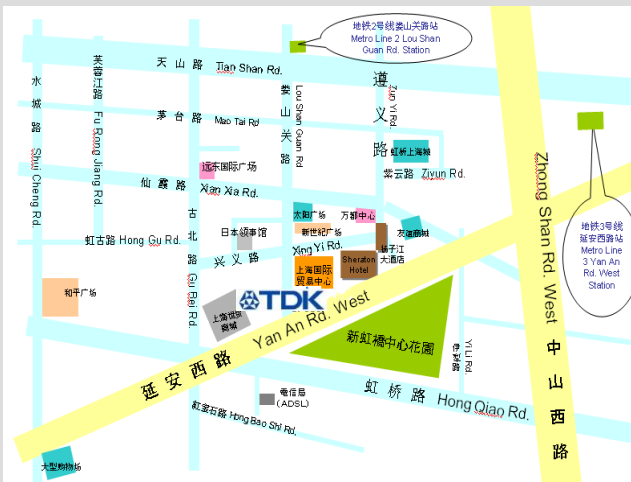 地铁2号线娄山关路站
Metro Line 2 Lou Shan
Guan Rd. Station
天山路 Tian Shan Rd.
水城路 Shui Cheng Rd.
芙蓉江路 Fu Rong Jiang Rd.
茅台路 Mao Tai Rd
娄山关路 Lou Shan Guan Rd
遵义路 Zun Yi Rd.
虹桥上海城
紫云路 Ziyun Rd.
远东国际广场
仙霞路 Xian Xia Rd.
Zhong Shan Rd. West 中山西路
地铁3号线
延安西路站
Metro Line
3 Yan An
Rd. West
Station
古北路 Gu Bei Rd.
太阳广场
万都中心
友谊商城
日本领事馆
新世纪广场
虹古路 Hong Gu Rd.
兴义路 Xing Yi Rd.
扬子江
大酒店
Sheraton
Hotel
上海国际
贸易中心
和平广场
TDK
上海世贸
商城
延安西路 Yan An Rd. West
新虹橋中心花園
Yi Li Rd.
虹桥路 Hong Qiao Rd.
電信局
(ADSL)
紅宝石路 Hong Bao Shi Rd.
大型购物场